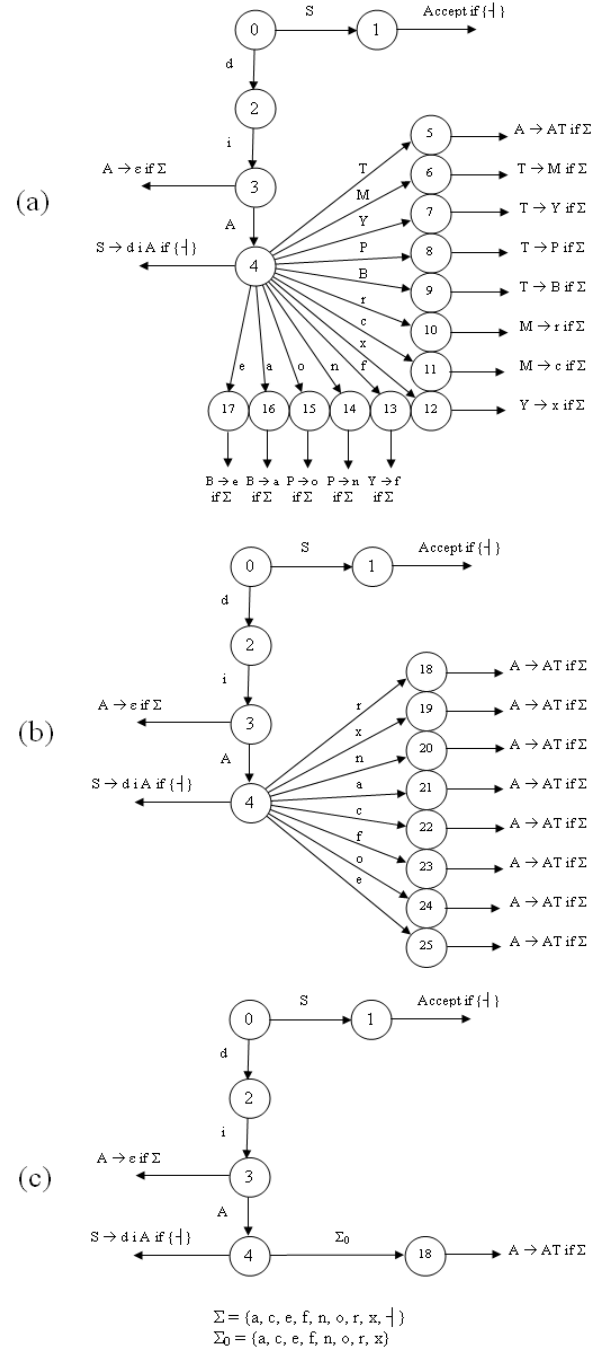 S
Accept if {⊣}
0
1
d
2
i
5
A → AT if Σ
T
6
T → M if Σ
M
A → ε if Σ
3
7
T → Y if Σ
Y
(a)
A
P
8
T → P if Σ
S → d i A if {⊣}
4
B
9
T → B if Σ
r
10
M → r if Σ
c
x
11
M → c if Σ
e
a
o
n
f
17
16
15
14
13
12
Y → x if Σ
B → e if Σ
B → a if Σ
P → o if Σ
P → n if Σ
Y → f if Σ
S
Accept if {⊣}
0
1
d
2
i
18
A → AT if Σ
r
A → ε if Σ
3
x
19
A → AT if Σ
(b)
n
20
A → AT if Σ
A
S → d i A if {⊣}
4
a
21
A → AT if Σ
c
22
A → AT if Σ
f
23
A → AT if Σ
o
24
A → AT if Σ
e
25
A → AT if Σ
S
Accept if {⊣}
0
1
d
2
i
A → ε if Σ
3
(c)
A
S → d i A if {⊣}
4
Σ₀
18
A → AT if Σ
Σ = {a, c, e, f, n, o, r, x, ⊣}
Σ₀ = {a, c, e, f, n, o, r, x}